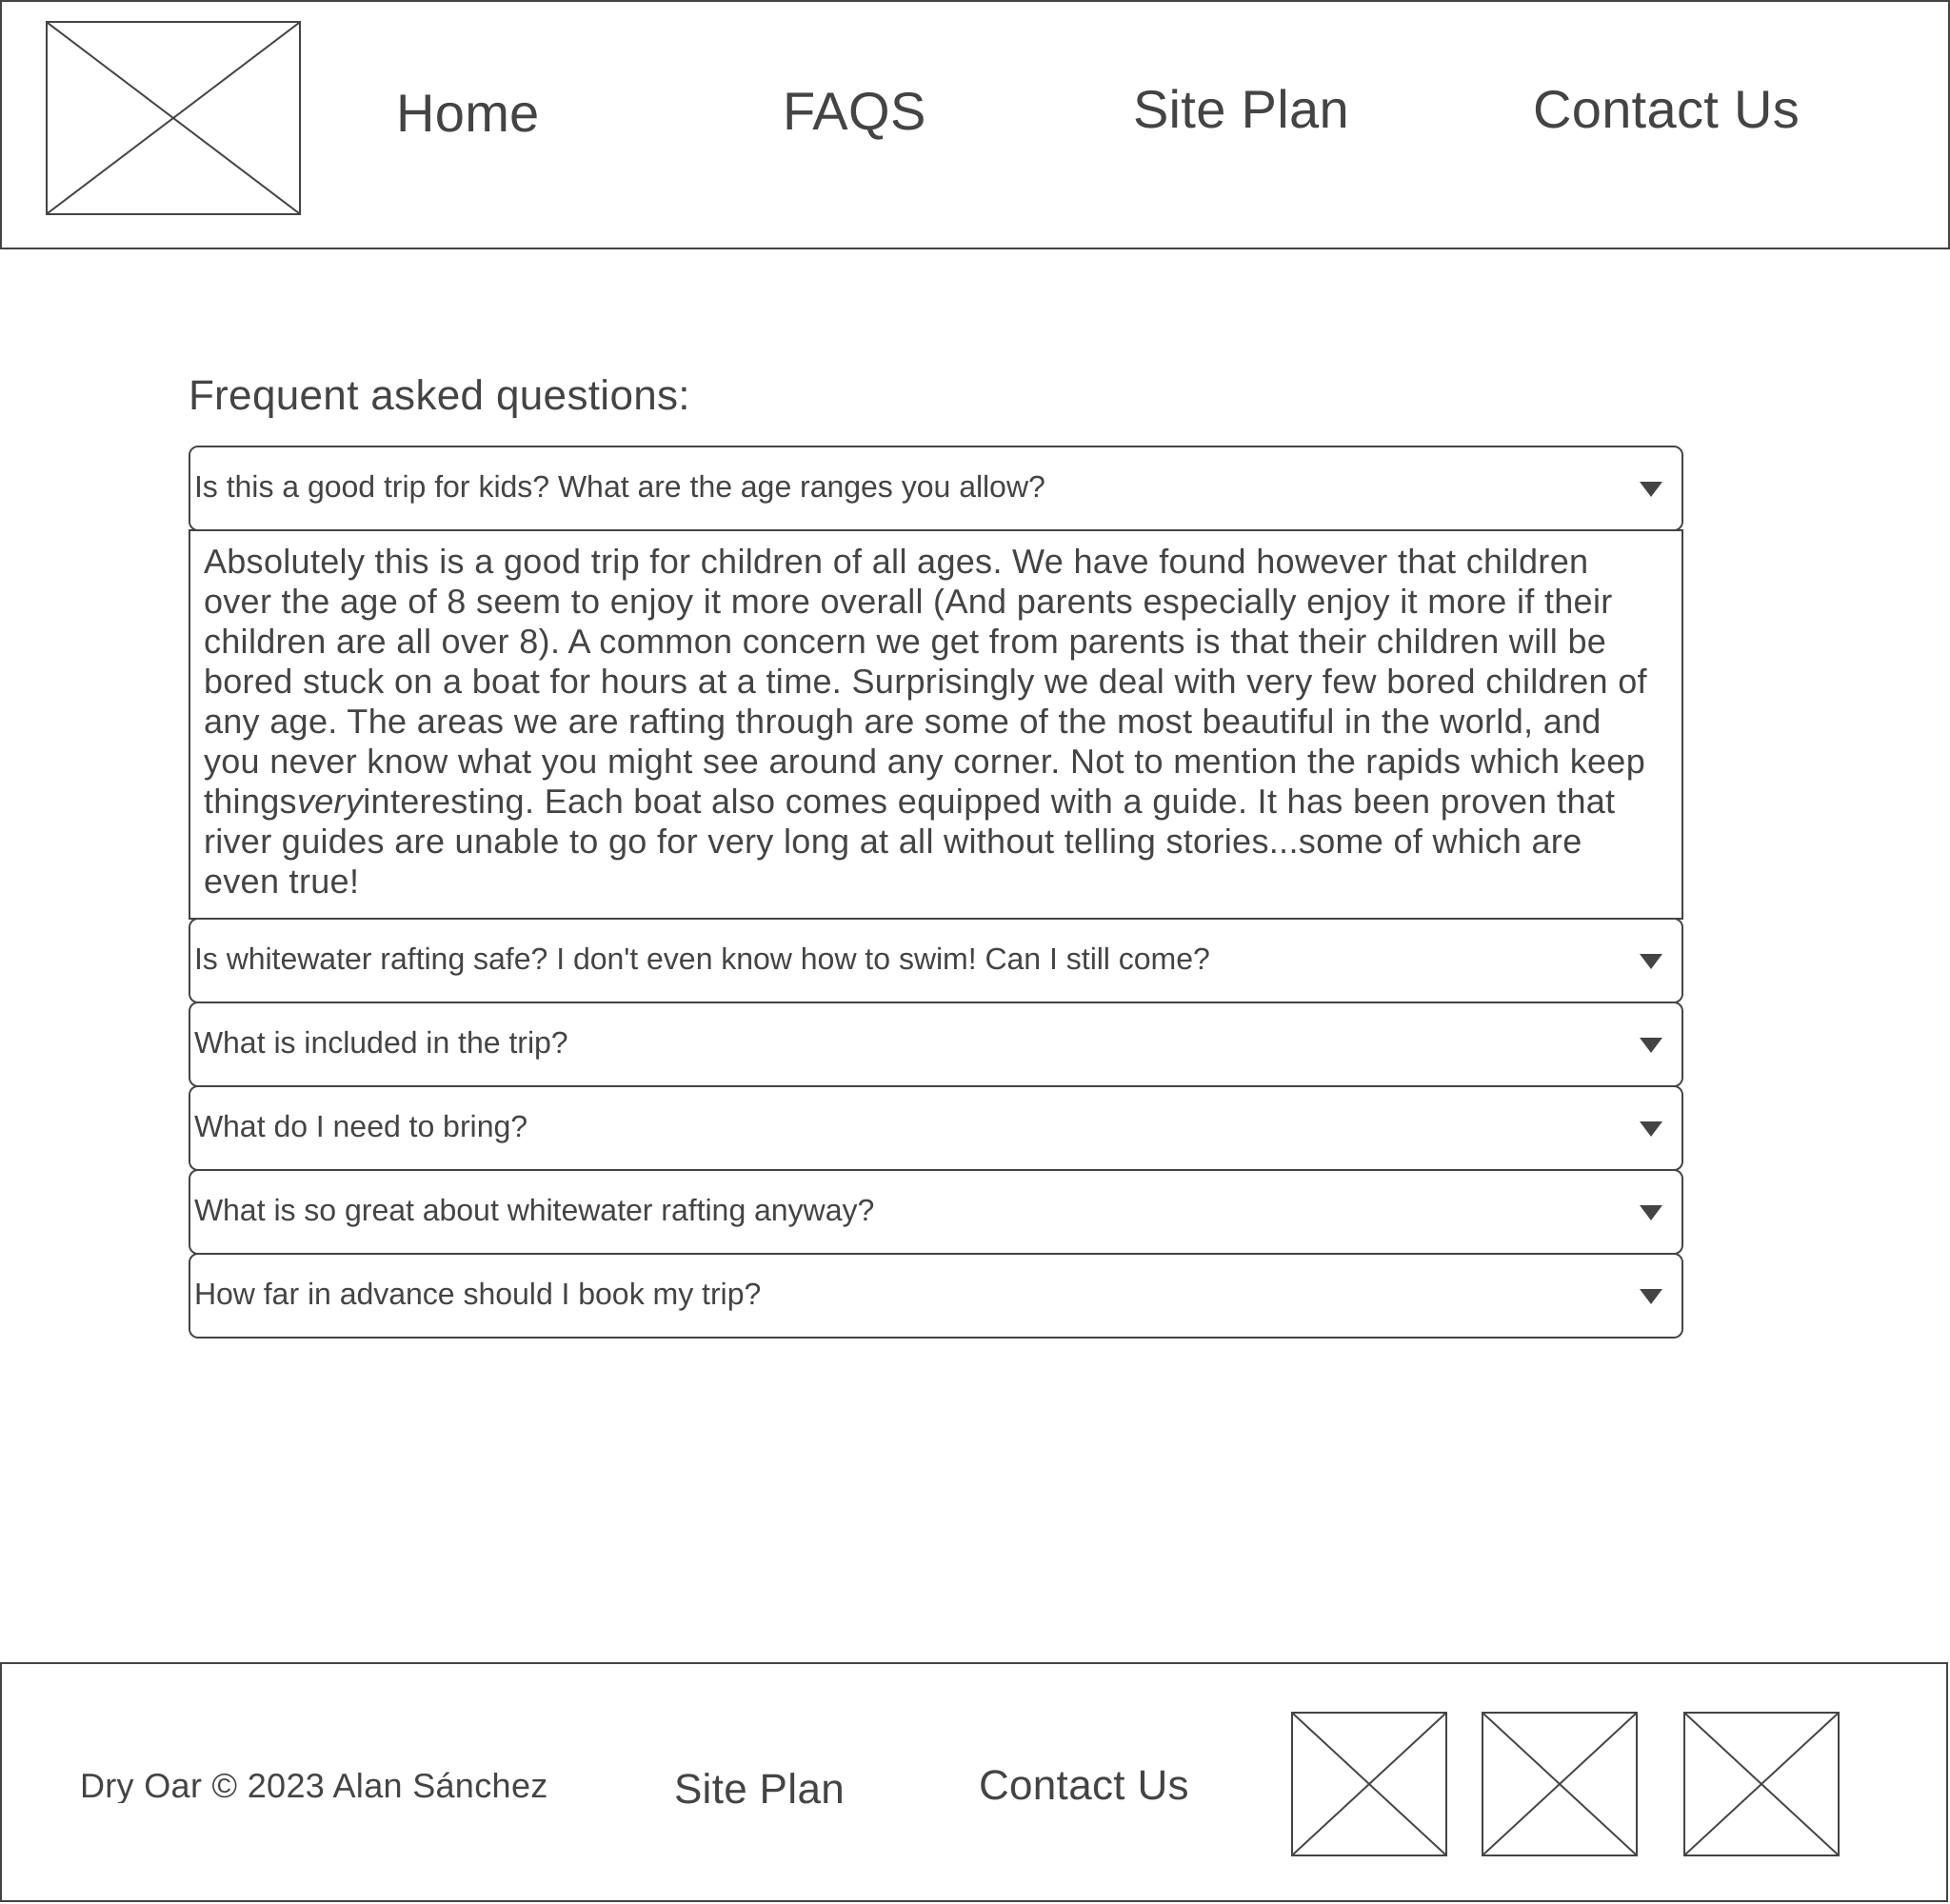 Home FAQS Site Plan Contact Us
Frequent asked questions:
Is this a good trip for kids? What are the age ranges you allow?
Absolutely this is a good trip for children of all ages. We have found however that children
over the age of 8 seem to enjoy it more overall (And parents especially enjoy it more if their
children are all over 8). A common concern we get from parents is that their children will be
bored stuck on a boat for hours at a time. Surprisingly we deal with very few bored children of
any age. The areas we are rafting through are some of the most beautiful in the world, and
you never know what you might see around any corner. Not to mention the rapids which keep
thingsveryinteresting. Each boat also comes equipped with a guide. It has been proven that
river guides are unable to go for very long at all without telling stories...some of which are
even true!
Is whitewater rafting safe? I don't even know how to swim! Can I still come?
What is included in the trip?
What do I need to bring?
What is so great about whitewater rafting anyway?
How far in advance should I book my trip?
Dry Oar © 2023 Alan Sánchez Site Plan Contact Us